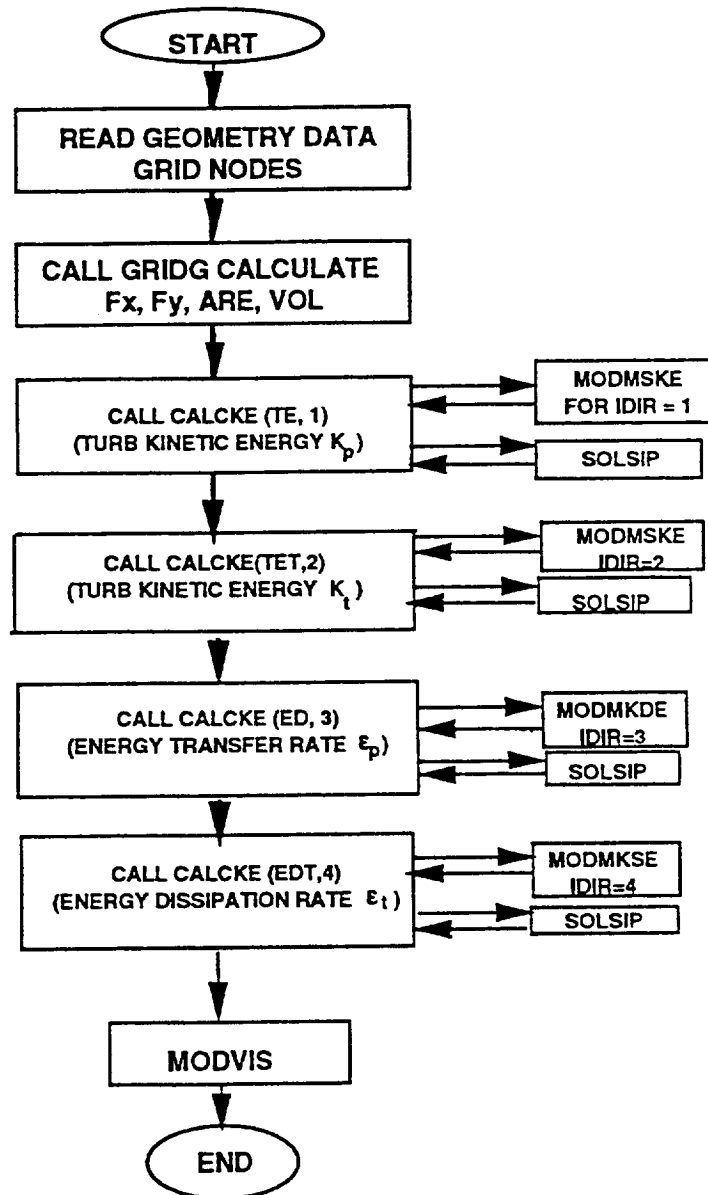 START
READ GEOMETRY DATA
GRID NODES
CALL GRIDG CALCULATE
Fx, Fy, ARE, VOL
CALL CALCKE (TE, 1)
(TURB KINETIC ENERGY Kp)
MODMSKE
FOR IDIR = 1
SOLSIP
CALL CALCKE(TET,2)
(TURB KINETIC ENERGY Kt)
MODMSKE
IDIR=2
SOLSIP
CALL CALCKE (ED, 3)
(ENERGY TRANSFER RATE εp)
MODMKDE
IDIR=3
SOLSIP
CALL CALCKE (EDT,4)
(ENERGY DISSIPATION RATE εt)
MODMKSE
IDIR=4
SOLSIP
MODVIS
END